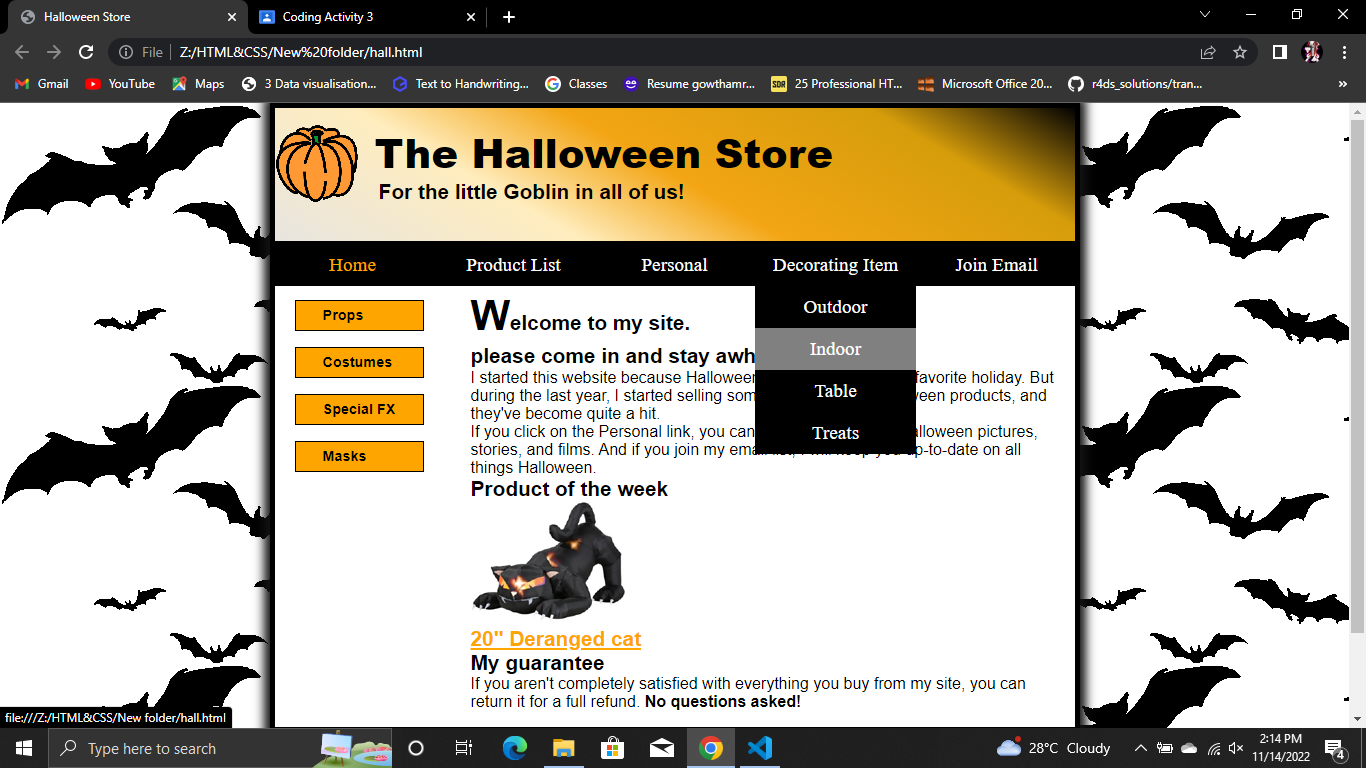 Halloween Store
Coding Activity 3
File
Z:/HTML&CSS/New%20folder/hall.html
Gmail
YouTube
Maps
3 Data visualisation...
Text to Handwriting...
Classes
Resume gowthamr...
SDR
25 Professional HT...
Microsoft Office 20...
r4ds_solutions/tran...
The Halloween Store
For the little Goblin in all of us!
Home
Product List
Personal
Decorating Item
Join Email
Outdoor
Indoor
Table
Treats
Props
Costumes
Special FX
Masks
Welcome to my site.
please come in and stay awh
I started this website because Hallowee favorite holiday. But
during the last year, I started selling som een products, and
they've become quite a hit.
If you click on the Personal link, you can alloween pictures,
stories, and films. And if you join my email up-to-date on all
things Halloween.
Product of the week
20" Deranged cat
My guarantee
If you aren't completely satisfied with everything you buy from my site, you can
return it for a full refund. No questions asked!
file:///Z:/HTML&CSS/New folder/hall.html
Type here to search
28°C Cloudy
2:14 PM
11/14/2022
4